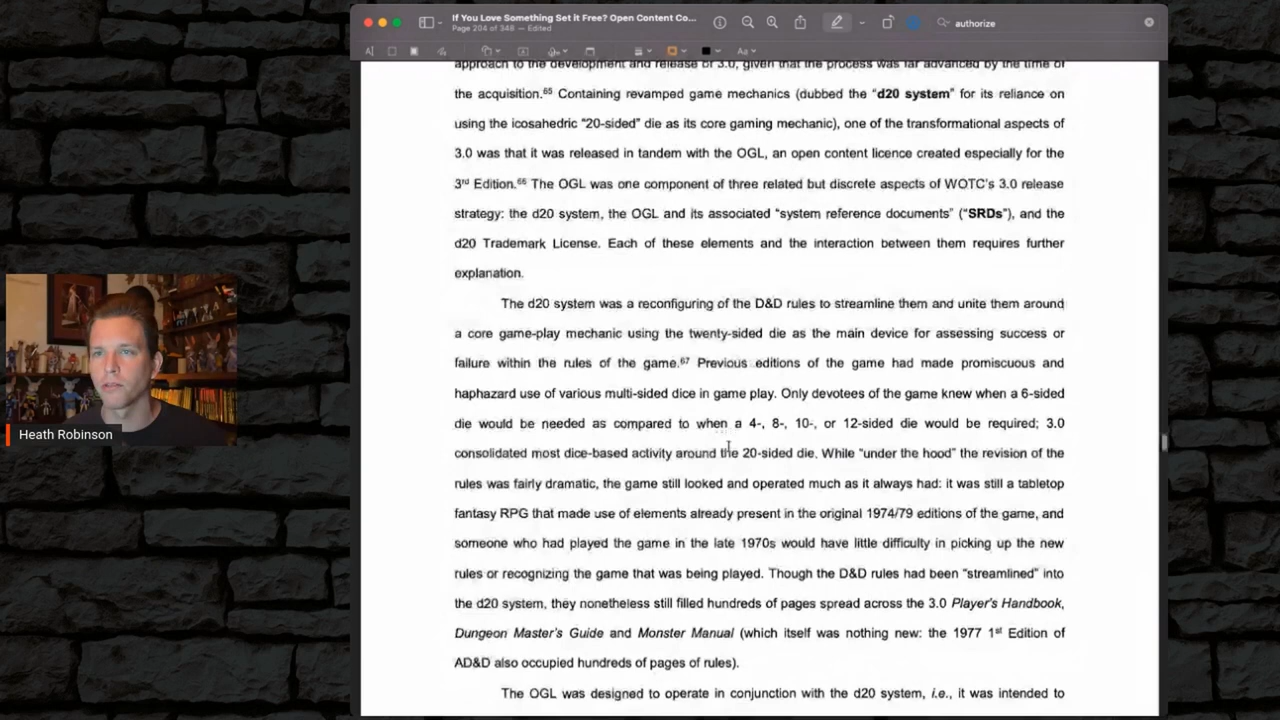 If You Love Something Set it Free? Open Content Co...
Page 204 of 348 — Edited
authorize
approach to the development and release of 3.0, given that the process was far advanced by the time of
the acquisition.65 Containing revamped game mechanics (dubbed the “d20 system” for its reliance on
using the icosahedric “20-sided” die as its core gaming mechanic), one of the transformational aspects of
3.0 was that it was released in tandem with the OGL, an open content licence created especially for the
3rd Edition.66 The OGL was one component of three related but discrete aspects of WOTC’s 3.0 release
strategy: the d20 system, the OGL and its associated “system reference documents” (“SRDs”), and the
d20 Trademark License. Each of these elements and the interaction between them requires further
explanation.
The d20 system was a reconfiguring of the D&D rules to streamline them and unite them around
a core game-play mechanic using the twenty-sided die as the main device for assessing success or
failure within the rules of the game.67 Previous editions of the game had made promiscuous and
haphazard use of various multi-sided dice in game play. Only devotees of the game knew when a 6-sided
die would be needed as compared to when a 4-, 8-, 10-, or 12-sided die would be required; 3.0
consolidated most dice-based activity around the 20-sided die. While “under the hood” the revision of the
rules was fairly dramatic, the game still looked and operated much as it always had: it was still a tabletop
fantasy RPG that made use of elements already present in the original 1974/79 editions of the game, and
someone who had played the game in the late 1970s would have little difficulty in picking up the new
rules or recognizing the game that was being played. Though the D&D rules had been “streamlined” into
the d20 system, they nonetheless still filled hundreds of pages spread across the 3.0 Player’s Handbook,
Dungeon Master’s Guide and Monster Manual (which itself was nothing new: the 1977 1st Edition of
AD&D also occupied hundreds of pages of rules).
The OGL was designed to operate in conjunction with the d20 system, i.e., it was intended to
Heath Robinson